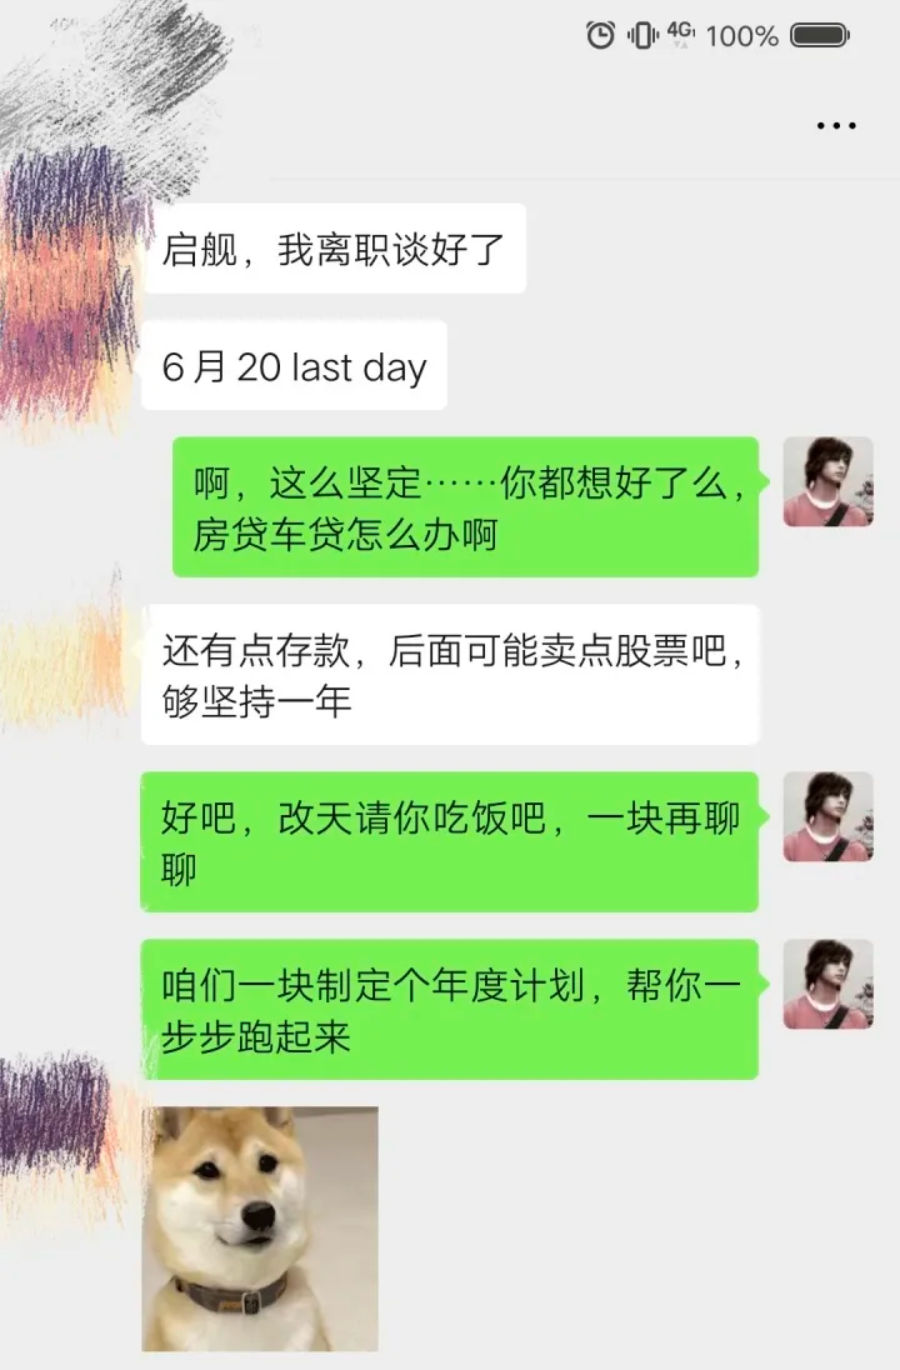 4G
100%
启舰，我离职谈好了
6月20 last day
啊，这么坚定……你都想好了么，
房贷车贷怎么办啊
还有点存款，后面可能卖点股票吧，
够坚持一年
好吧，改天请你吃饭吧，一块再聊
聊
咱们一块制定个年度计划，帮你一
步步跑起来